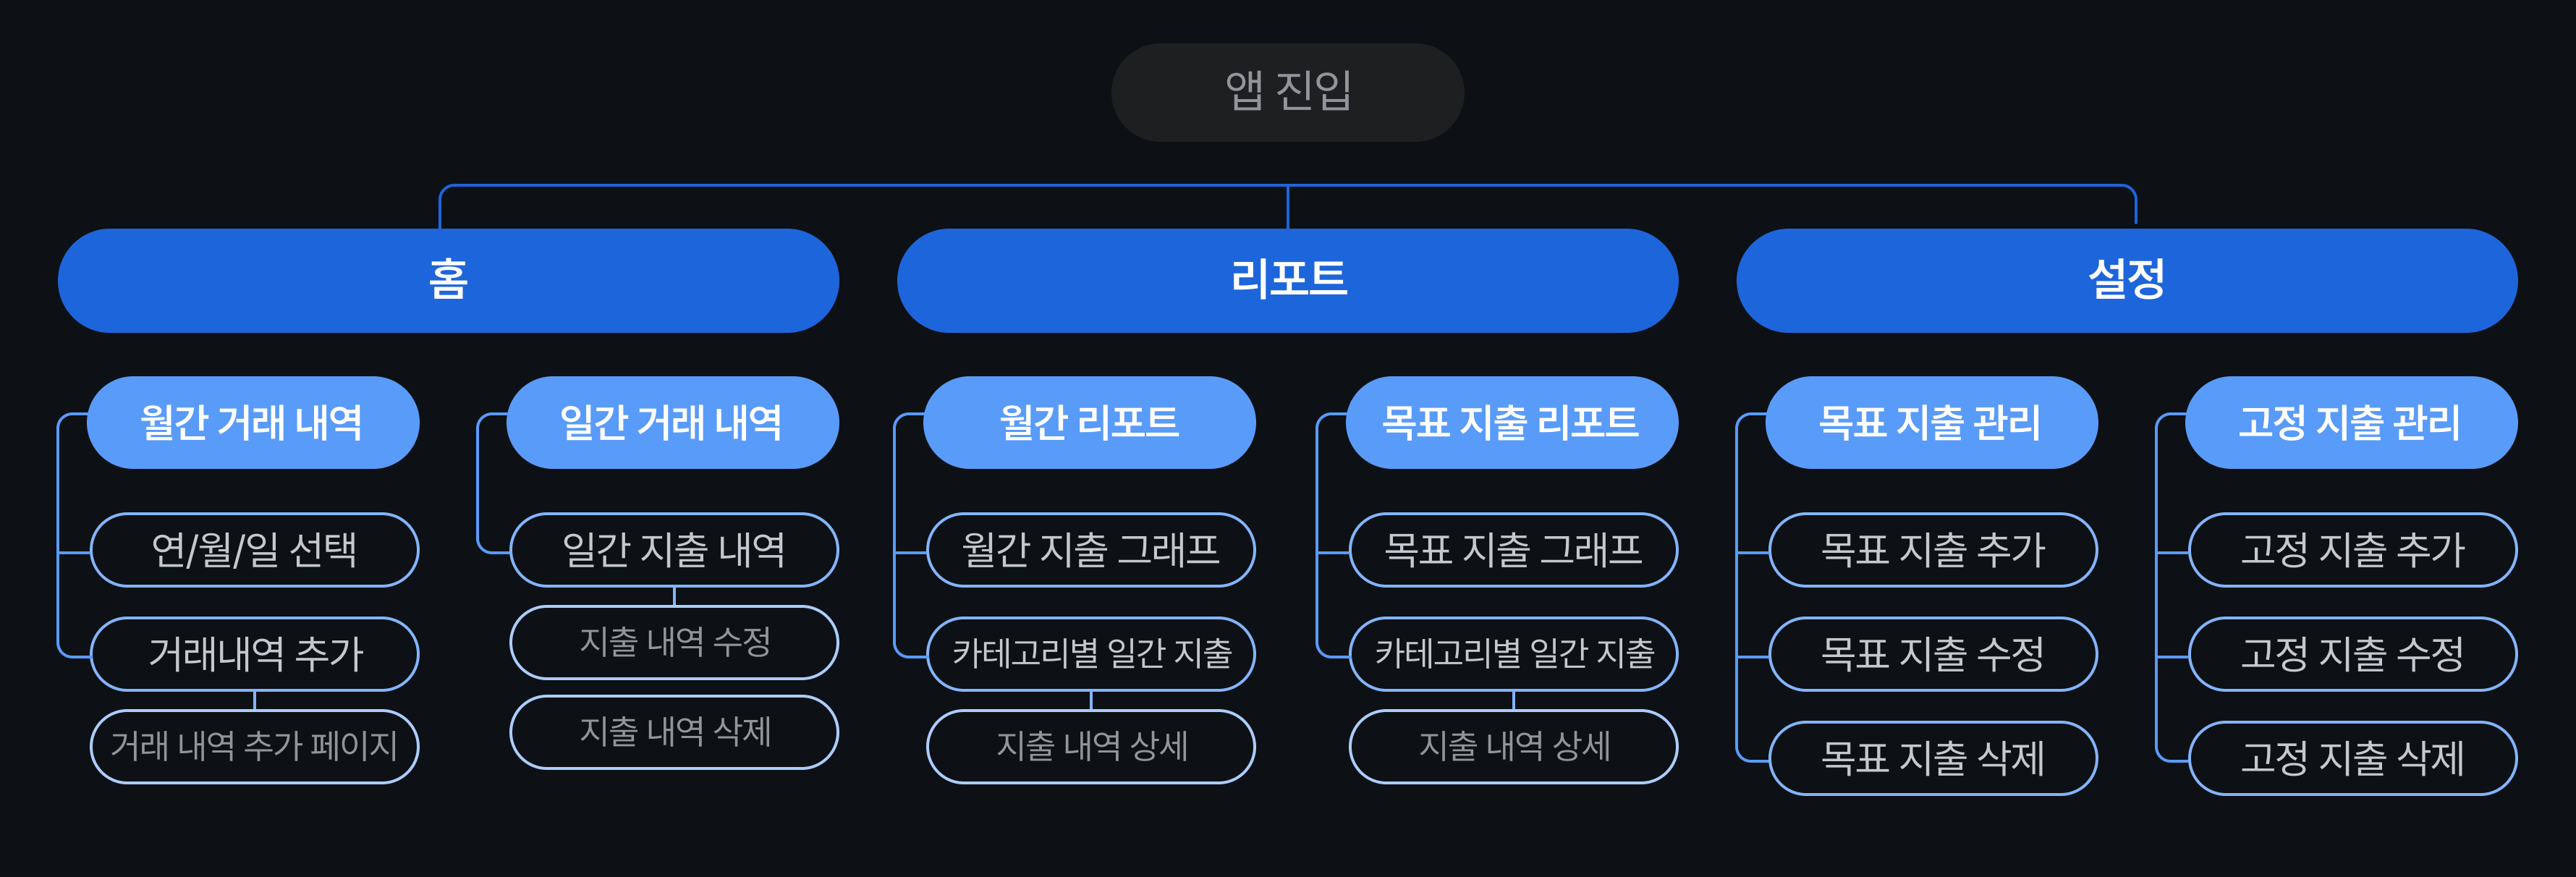 앱 진입
홈
리포트
설정
월간 거래 내역
일간 거래 내역
월간 리포트
목표 지출 리포트
목표 지출 관리
고정 지출 관리
연/월/일 선택
일간 지출 내역
월간 지출 그래프
목표 지출 그래프
목표 지출 추가
고정 지출 추가
거래내역 추가
지출 내역 수정
카테고리별 일간 지출
카테고리별 일간 지출
목표 지출 수정
고정 지출 수정
거래 내역 추가 페이지
지출 내역 삭제
지출 내역 상세
지출 내역 상세
목표 지출 삭제
고정 지출 삭제